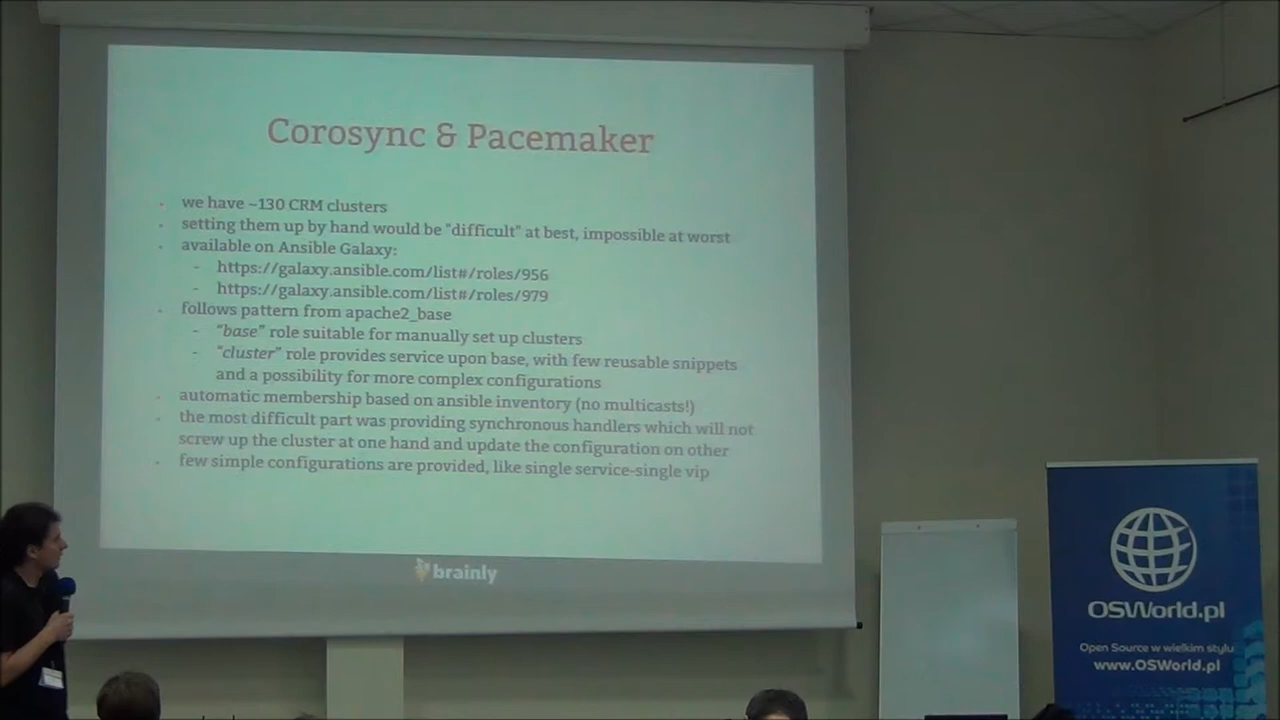 Corosync & Pacemaker
- we have ~130 CRM clusters
- setting them up by hand would be "difficult" at best, impossible at worst
- available on Ansible Galaxy:
- https://galaxy.ansible.com/list#/roles/956
- https://galaxy.ansible.com/list#/roles/979
- follows pattern from apache2_base
- "base" role suitable for manually set up clusters
- "cluster" role provides service upon base, with few reusable snippets
and a possibility for more complex configurations
- automatic membership based on ansible inventory (no multicasts!)
- the most difficult part was providing synchronous handlers which will not
screw up the cluster at one hand and update the configuration on other
- few simple configurations are provided, like single service-single vip
brainly
OSWorld.pl
Open Source w wielkim stylu
www.OSWorld.pl